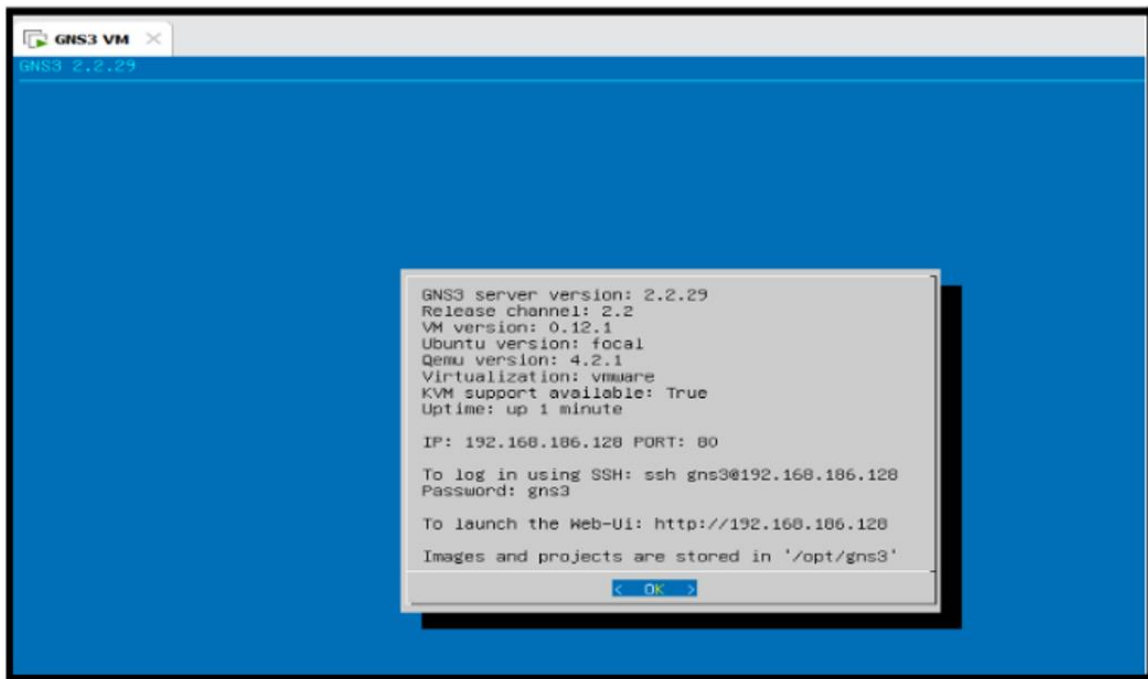 GNS3 VM
GNS3 2.2.29
GNS3 server version: 2.2.29
Release channel: 2.2
VM version: 0.12.1
Ubuntu version: focal
Qemu version: 4.2.1
Virtualization: vmware
KVM support available: True
Uptime: up 1 minute
IP: 192.168.186.128 PORT: 80
To log in using SSH: ssh gns3@192.168.186.128
Password: gns3
To launch the Web-Ui: http://192.168.186.128
Images and projects are stored in '/opt/gns3'
< OK >